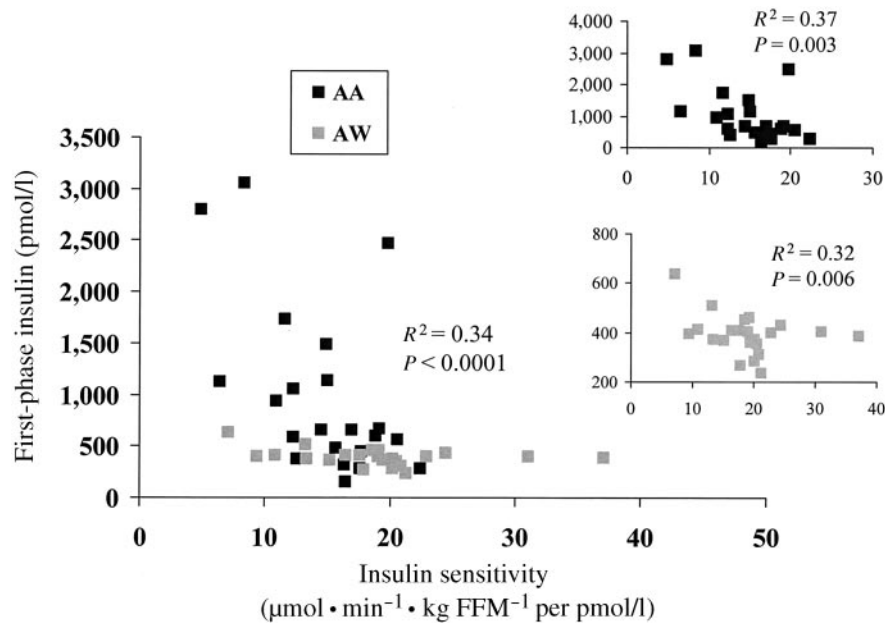 AA
AW
3,500
3,000
2,500
2,000
1,500
1,000
500
0
First-phase insulin (pmol/l)
R² = 0.34
P < 0.0001
0 10 20 30 40 50
Insulin sensitivity
(µmol • min⁻¹ • kg FFM⁻¹ per pmol/l)
R² = 0.37
P = 0.003
4,000
3,000
2,000
1,000
0
0 10 20 30
R² = 0.32
P = 0.006
800
600
400
200
0 10 20 30 40